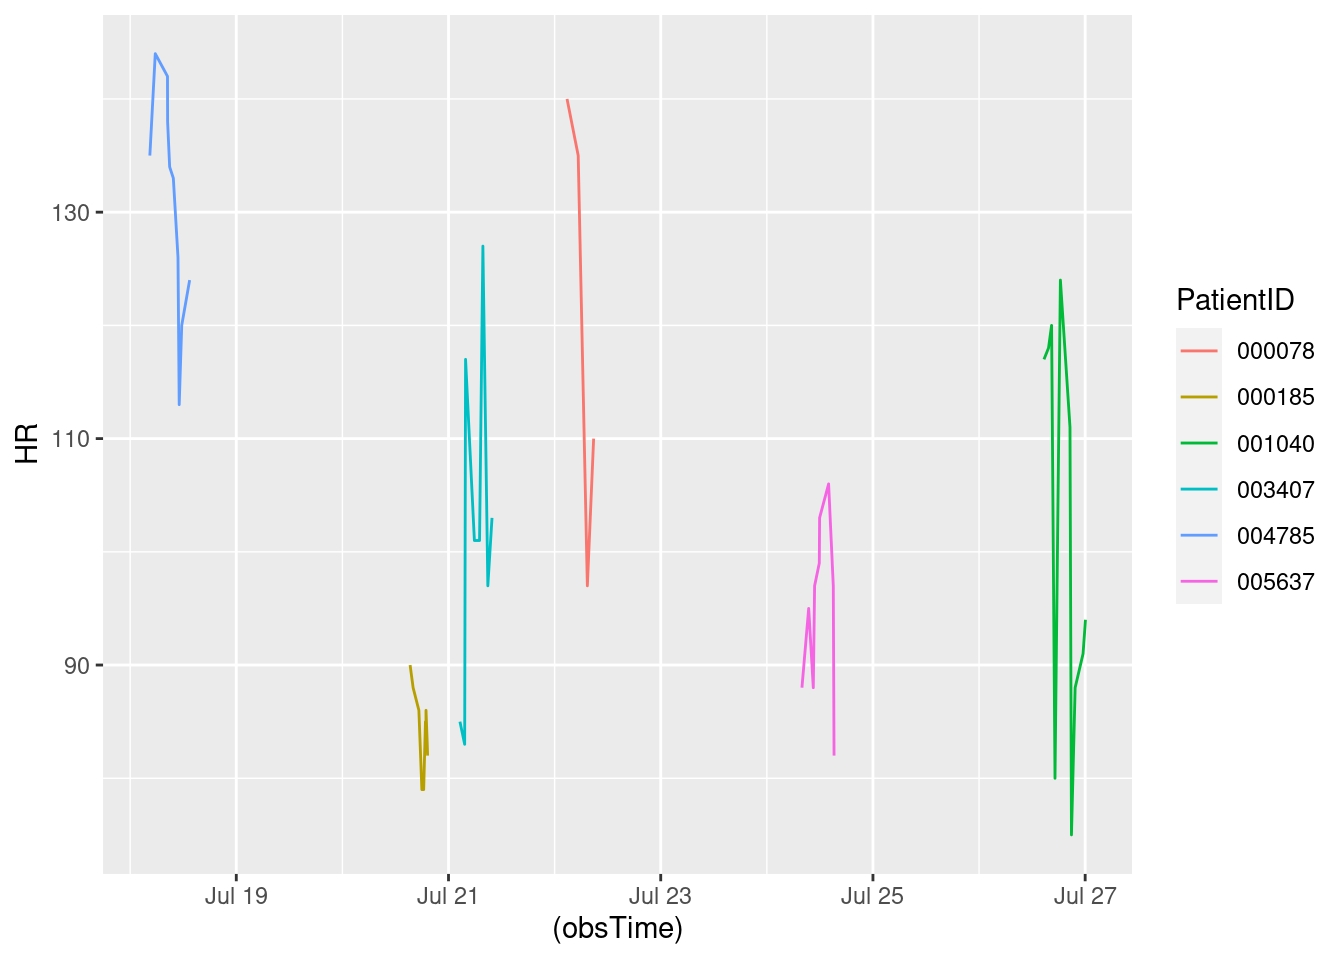 130
110
90
HR
Jul 19
Jul 21
Jul 23
Jul 25
Jul 27
(obsTime)
PatientID
000078
000185
001040
003407
004785
005637